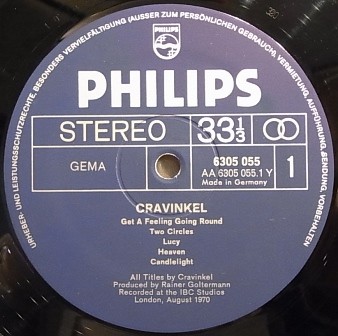 URHEBER- UND LEISTUNGSSCHUTZRECHTE, BESONDERS VERVIELFÄLTIGUNG (AUSSER ZUM PERSÖNLICHEN GEBRAUCH), VERMIETUNG, AUFFÜHRUNG, SENDUNG, VORBEHALTEN
PHILIPS
PHILIPS
STEREO 33 1/3
GEMA
6305 055
AA 6305 055.1 Y
Made in Germany
1
CRAVINKEL
Get A Feeling Going Round
Two Circles
Lucy
Heaven
Candlelight
All Titles by Cravinkel
Produced by Rainer Goltermann
Recorded at the IBC Studios
London, August 1970